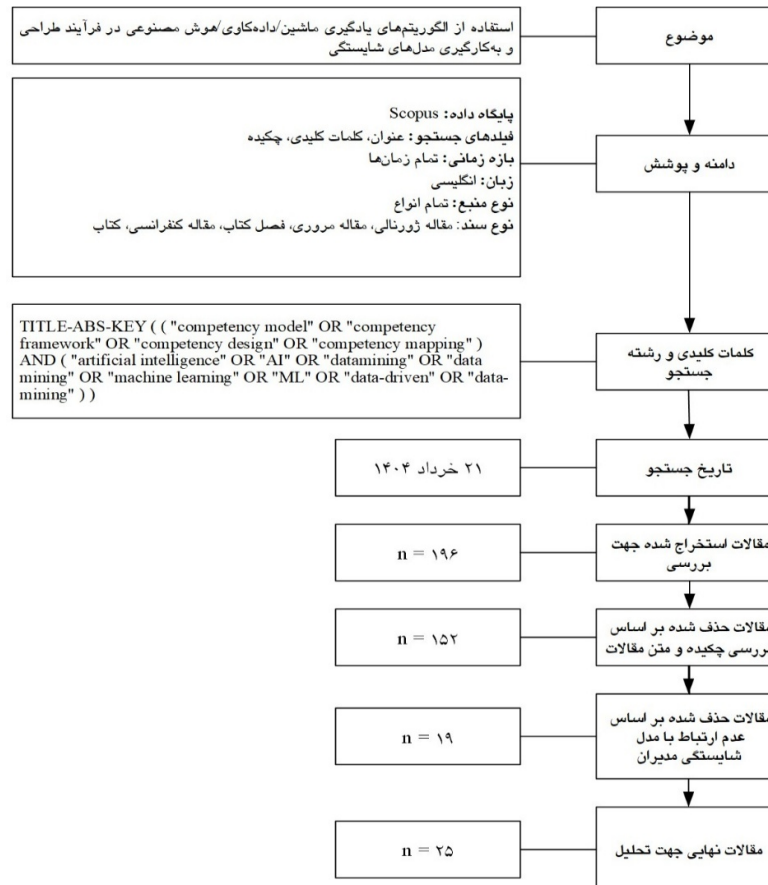 موضوع
استفاده از الگوریتم‌های یادگیری ماشین/داده‌کاوی/هوش مصنوعی در فرآیند طراحی
و به‌کارگیری مدل‌های شایستگی
دامنه و پوشش
پایگاه داده: Scopus
فیلدهای جستجو: عنوان، کلمات کلیدی، چکیده
بازه زمانی: تمام زمان‌ها
زبان: انگلیسی
نوع منبع: تمام انواع
نوع سند: مقاله ژورنالی، مقاله مروری، فصل کتاب، مقاله کنفرانسی، کتاب
کلمات کلیدی و رشته
جستجو
TITLE-ABS-KEY ( ( "competency model" OR "competency
framework" OR "competency design" OR "competency mapping" )
AND ( "artificial intelligence" OR "AI" OR "datamining" OR "data
mining" OR "machine learning" OR "ML" OR "data-driven" OR "data-
mining" ) )
تاریخ جستجو
۲۱ خرداد ۱۴۰۴
مقالات استخراج شده جهت
بررسی
n = ۱۹۶
مقالات حذف شده بر اساس
بررسی چکیده و متن مقالات
n = ۱۵۲
مقالات حذف شده بر اساس
عدم ارتباط با مدل
شایستگی مدیران
n = ۱۹
مقالات نهایی جهت تحلیل
n = ۲۵